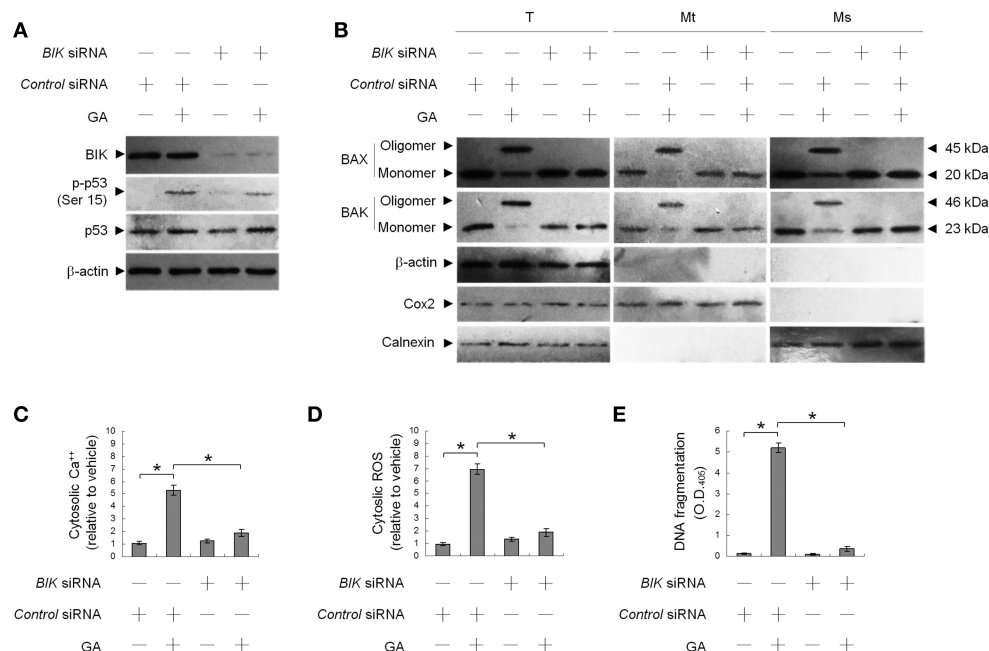 A
BIK siRNA — — + +
Control siRNA + + — —
GA — + — +
BIK
p-p53
(Ser 15)
p53
β-actin
B
T Mt Ms
BIK siRNA — — + + — — + + — — + +
Control siRNA + + — — — + — + — + — +
GA — + — + — + — + — + — +
BAX
Oligomer
Monomer
45 kDa
20 kDa
BAK
Oligomer
Monomer
46 kDa
23 kDa
β-actin
Cox2
Calnexin
C
Cytosolic Ca++
(relative to vehicle)
10
9
8
7
6
5
4
3
2
1
0
* *
BIK siRNA — — + +
Control siRNA + + — —
GA — + — +
D
Cytoslic ROS
(relative to vehicle)
10
9
8
7
6
5
4
3
2
1
0
* *
BIK siRNA — — + +
Control siRNA + + — —
GA — + — +
E
DNA fragmentation
(O.D.405)
6
5
4
3
2
1
0
* *
BIK siRNA — — + +
Control siRNA + + — —
GA — + — +